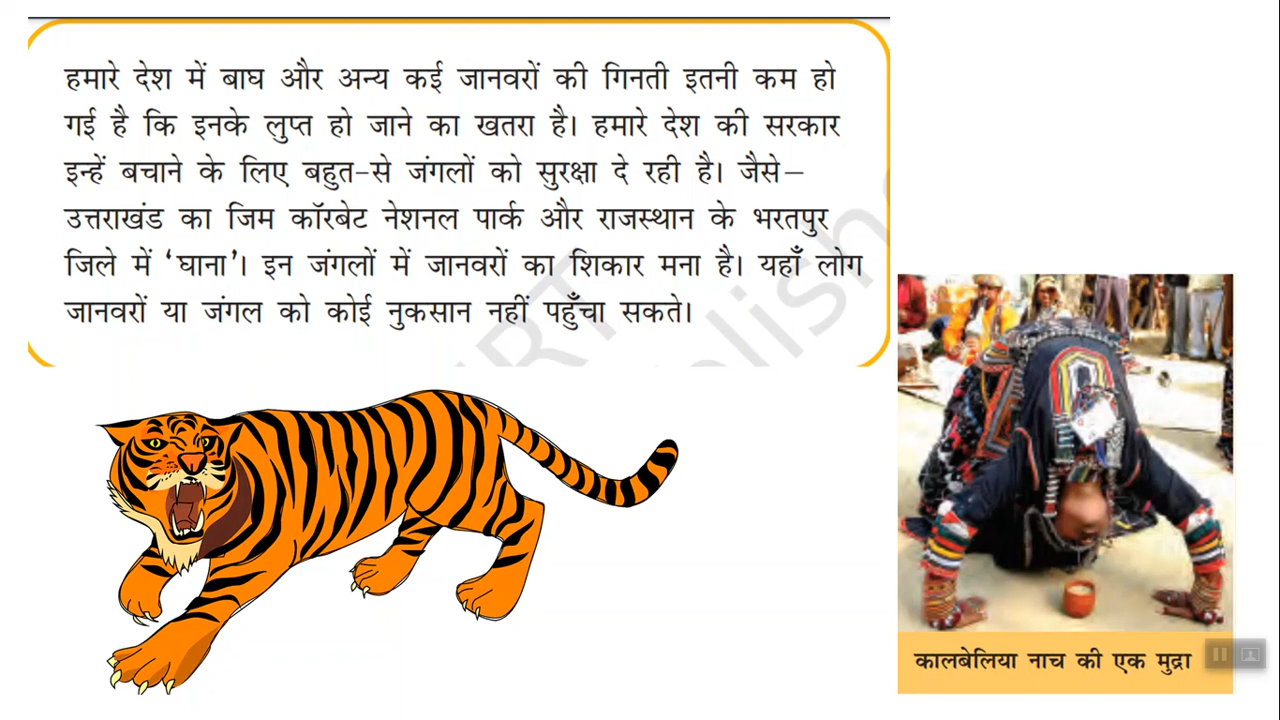 हमारे देश में बाघ और अन्य कई जानवरों की गिनती इतनी कम हो
गई है कि इनके लुप्त हो जाने का खतरा है। हमारे देश की सरकार
इन्हें बचाने के लिए बहुत-से जंगलों को सुरक्षा दे रही है। जैसे–
उत्तराखंड का जिम कॉरबेट नेशनल पार्क और राजस्थान के भरतपुर
जिले में ‘घाना’। इन जंगलों में जानवरों का शिकार मना है। यहाँ लोग
जानवरों या जंगल को कोई नुकसान नहीं पहुँचा सकते।
कालबेलिया नाच की एक मुद्रा